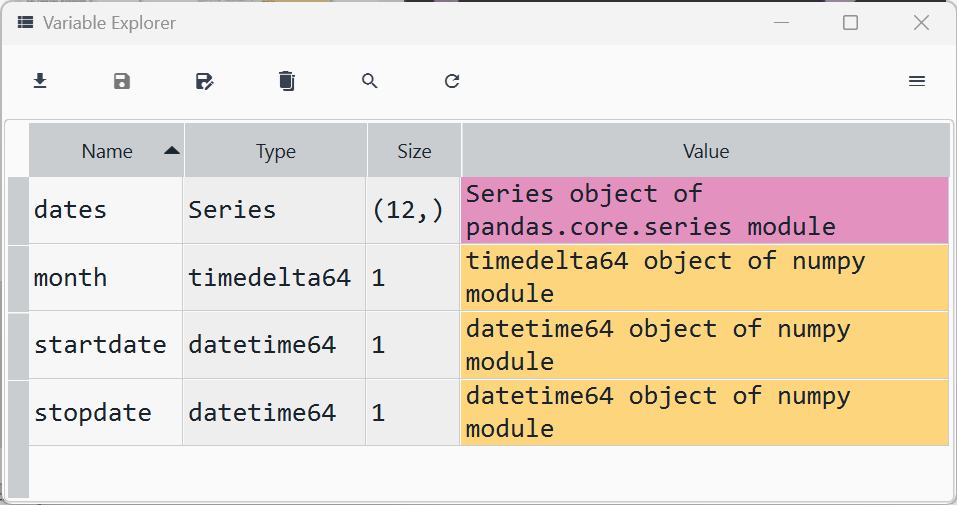 Variable Explorer
Name Type Size Value
dates Series (12,) Series object of
pandas.core.series module
month timedelta64 1 timedelta64 object of numpy
module
startdate datetime64 1 datetime64 object of numpy
module
stopdate datetime64 1 datetime64 object of numpy
module